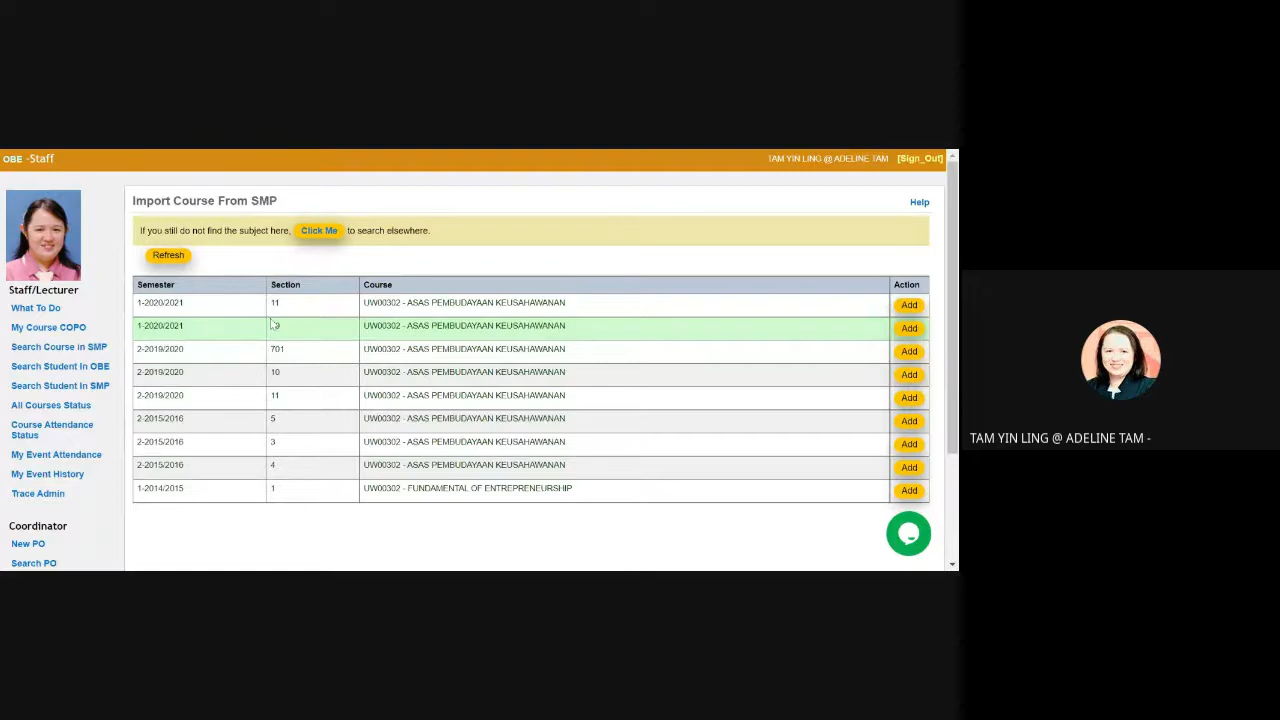 OBE -Staff
TAM YIN LING @ ADELINE TAM [Sign_Out]
Import Course From SMP
Help
If you still do not find the subject here, Click Me to search elsewhere.
Refresh
Staff/Lecturer
What To Do
My Course COPO
Search Course in SMP
Search Student In OBE
Search Student In SMP
All Courses Status
Course Attendance
Status
My Event Attendance
My Event History
Trace Admin
Coordinator
New PO
Search PO
Semester Section Course Action
1-2020/2021 11 UW00302 - ASAS PEMBUDAYAAN KEUSAHAWANAN Add
1-2020/2021 9 UW00302 - ASAS PEMBUDAYAAN KEUSAHAWANAN Add
2-2019/2020 701 UW00302 - ASAS PEMBUDAYAAN KEUSAHAWANAN Add
2-2019/2020 10 UW00302 - ASAS PEMBUDAYAAN KEUSAHAWANAN Add
2-2019/2020 11 UW00302 - ASAS PEMBUDAYAAN KEUSAHAWANAN Add
2-2015/2016 5 UW00302 - ASAS PEMBUDAYAAN KEUSAHAWANAN Add
2-2015/2016 3 UW00302 - ASAS PEMBUDAYAAN KEUSAHAWANAN Add
2-2015/2016 4 UW00302 - ASAS PEMBUDAYAAN KEUSAHAWANAN Add
1-2014/2015 1 UW00302 - FUNDAMENTAL OF ENTREPRENEURSHIP Add
TAM YIN LING @ ADELINE TAM -